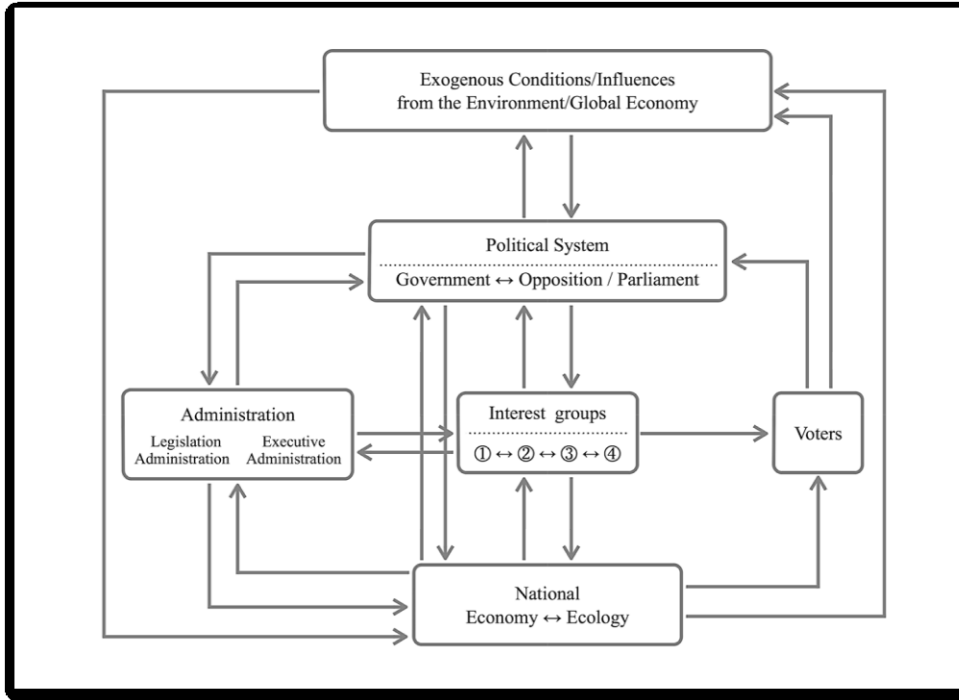 Exogenous Conditions/Influences
from the Environment/Global Economy
Political System
Government ↔ Opposition / Parliament
Administration
Legislation Administration
Executive Administration
Interest groups
① ↔ ② ↔ ③ ↔ ④
Voters
National
Economy ↔ Ecology